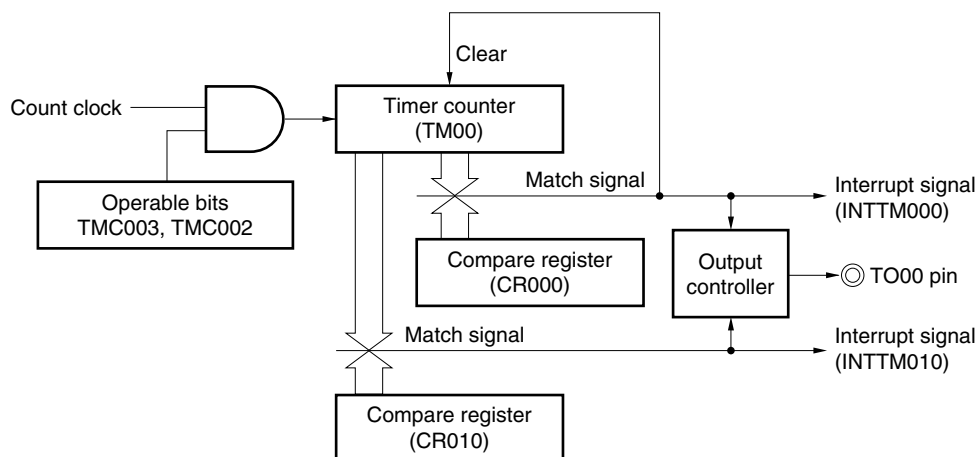 Clear
Count clock
Timer counter
(TM00)
Operable bits
TMC003, TMC002
Match signal
Interrupt signal
(INTTM000)
Compare register
(CR000)
Output
controller
TO00 pin
Match signal
Interrupt signal
(INTTM010)
Compare register
(CR010)